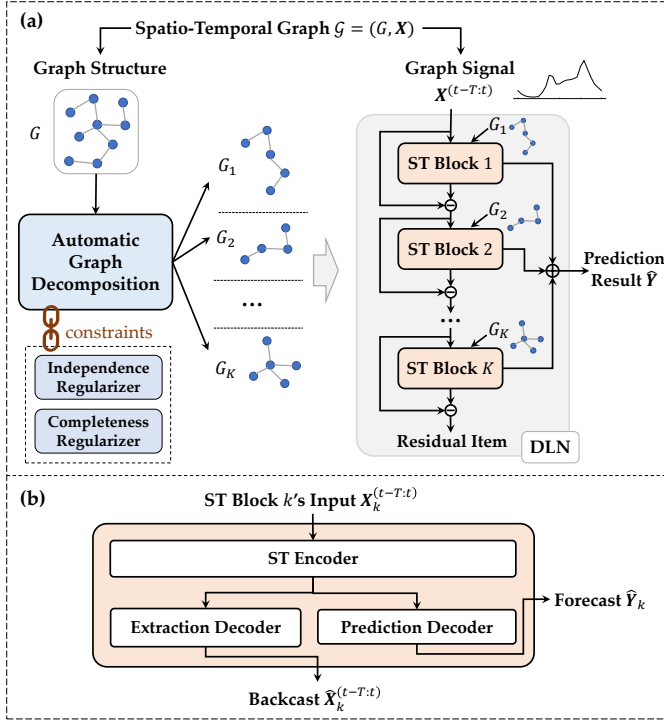 (a)
Spatio-Temporal Graph 𝒢 = (G, X)
Graph Structure
Graph Signal
X^(t−T:t)
G
G_1
G_2
...
G_K
Automatic
Graph
Decomposition
constraints
Independence
Regularizer
Completeness
Regularizer
G_1
ST Block 1
G_2
ST Block 2
...
G_K
ST Block K
Residual Item
DLN
Prediction
Result Ŷ
(b)
ST Block k's Input X_k^(t−T:t)
ST Encoder
Extraction Decoder
Prediction Decoder
Forecast Ŷ_k
Backcast X̂_k^(t−T:t)